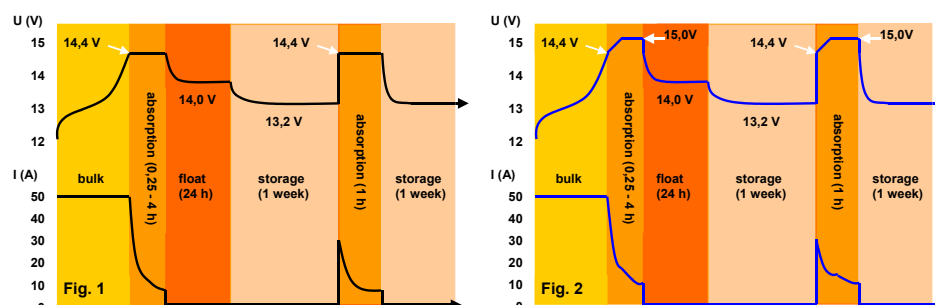 U (V)
15
14
13
12
14,4 V
14,4 V
14,0 V
13,2 V
I (A)
50
50
40
30
20
10
0
bulk
absorption (0,25 - 4 h)
float
(24 h)
storage
(1 week)
absorption (1 h)
storage
(1 week)
Fig. 1
U (V)
15
14
13
12
14,4 V
15,0V
14,4 V
15,0V
14,0 V
13,2 V
I (A)
50
50
40
30
20
10
0
bulk
absorption (0,25 - 4 h)
float
(24 h)
storage
(1 week)
absorption (1 h)
storage
(1 week)
Fig. 2